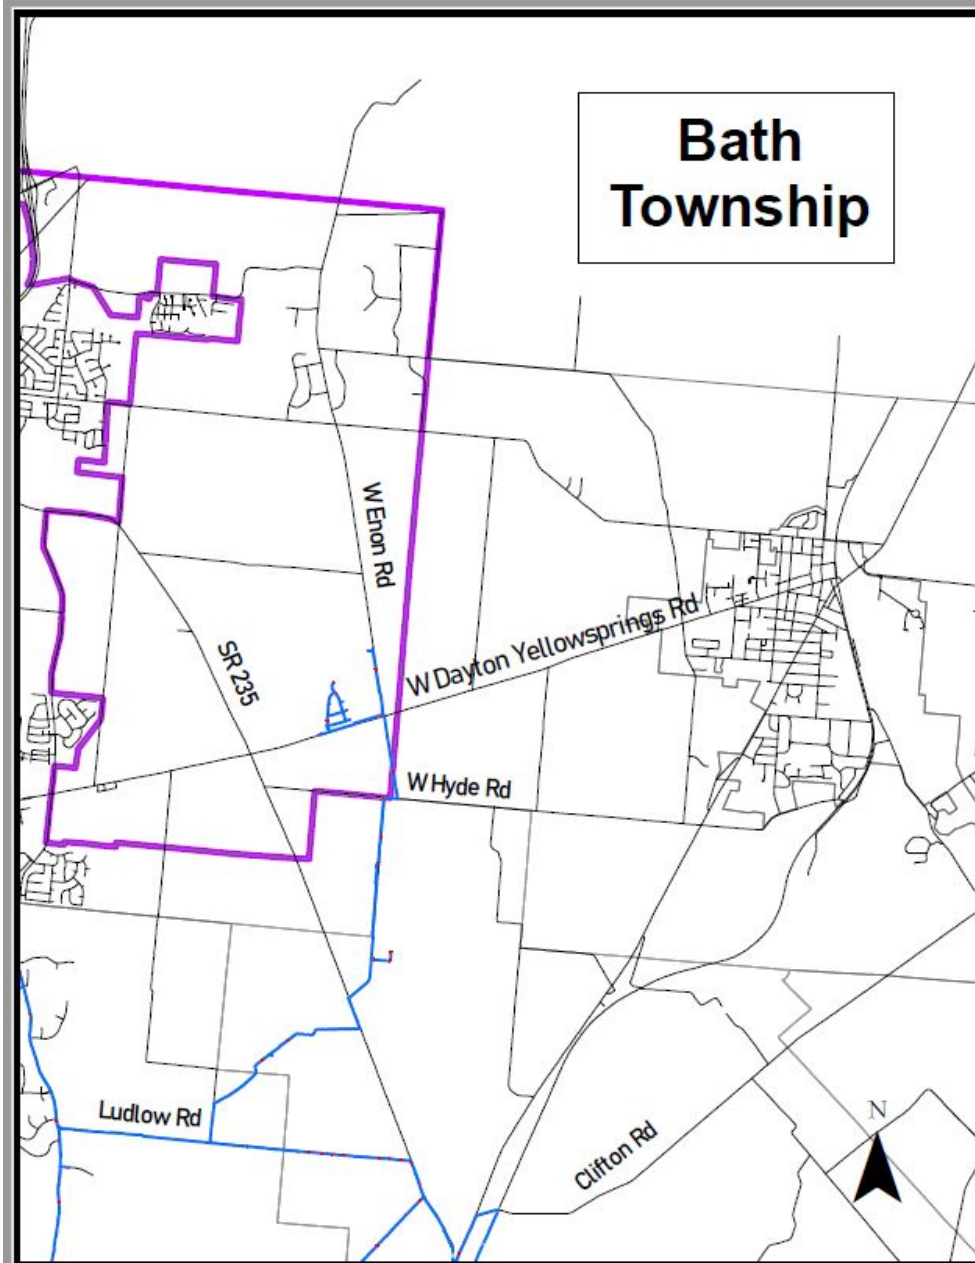 Bath
Township
W Enon Rd
W Dayton Yellowsprings Rd
SR 235
W Hyde Rd
Ludlow Rd
Clifton Rd
N